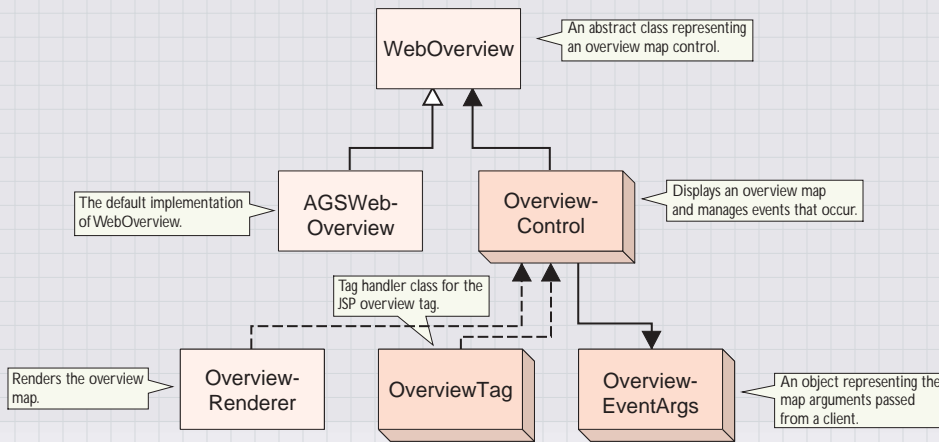 WebOverview
An abstract class representing
an overview map control.
The default implementation
of WebOverview.
AGSWeb-
Overview
Overview-
Control
Displays an overview map
and manages events that occur.
Tag handler class for the
JSP overview tag.
Renders the overview
map.
Overview-
Renderer
OverviewTag
Overview-
EventArgs
An object representing the
map arguments passed
from a client.